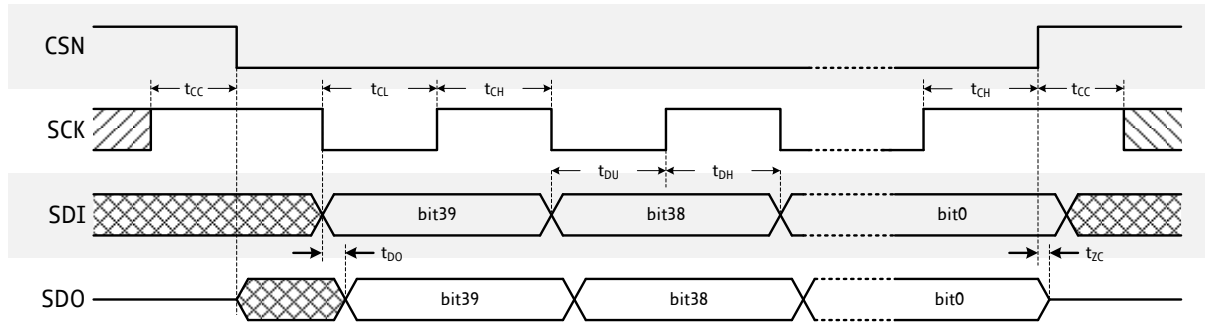 CSN
tCC tCL tCH tCH tCC
SCK
tDU tDH
SDI bit39 bit38 bit0
tDO tZC
SDO bit39 bit38 bit0